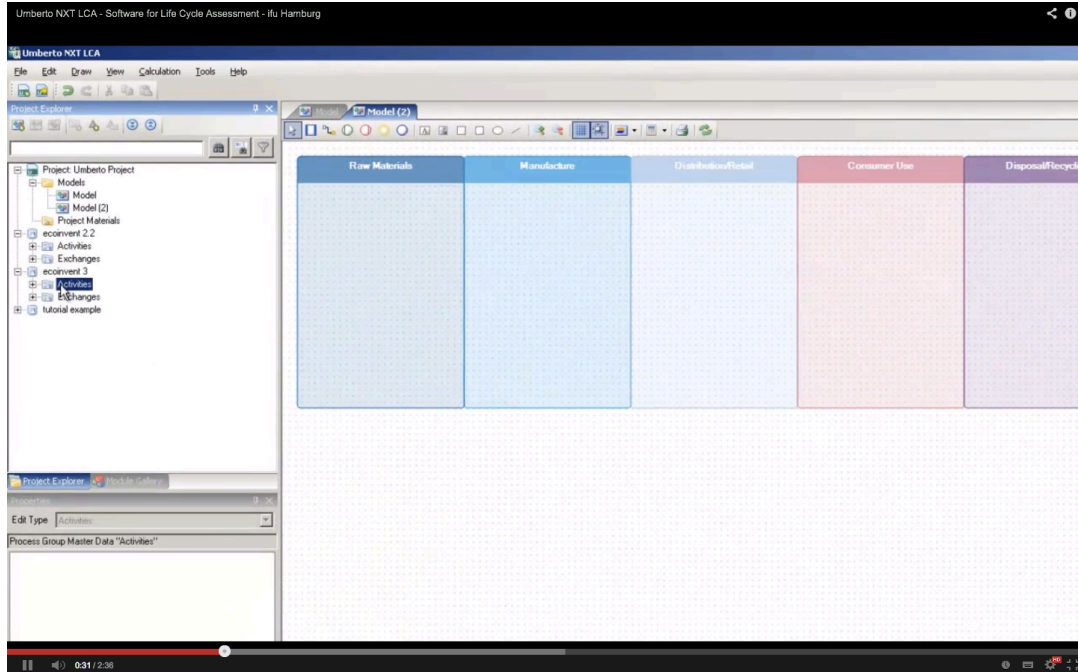 Umberto NXT LCA - Software for Life Cycle Assessment - ifu Hamburg
Umberto NXT LCA
File Edit Draw View Calculation Tools Help
Project Explorer
Model
Model (2)
Project: Umberto Project
Models
Model
Model (2)
Project Materials
ecoinvent 2.2
Activities
Exchanges
ecoinvent 3
Activities
Exchanges
tutorial example
Raw Materials
Manufacture
Distribution/Retail
Consumer Use
Disposal/Recycli
Project Explorer
Module Gallery
Properties
Edit Type Activities
Process Group Master Data "Activities"
0:31 / 2:36
HD